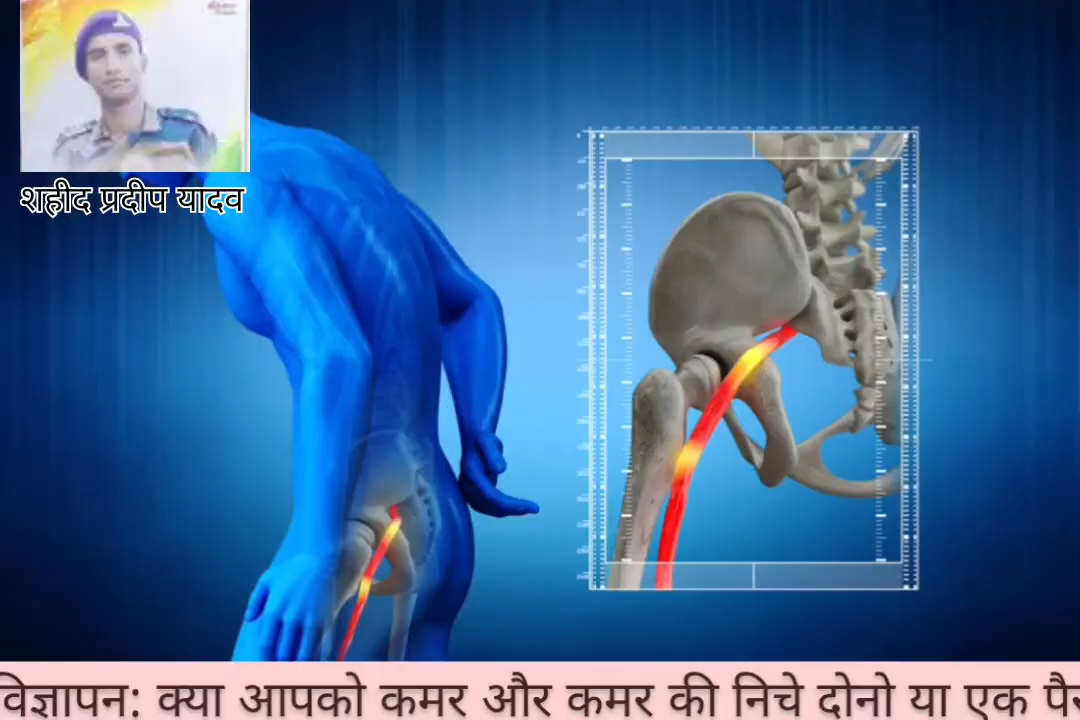 शहीद प्रदीप यादव
विज्ञापन: क्या आपको कमर और कमर की निचे दोनो या एक